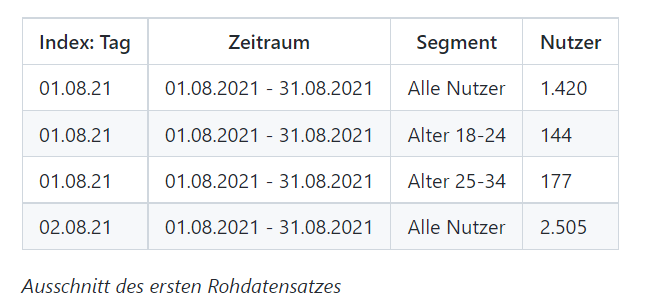 Index: Tag Zeitraum Segment Nutzer
01.08.21 01.08.2021 - 31.08.2021 Alle Nutzer 1.420
01.08.21 01.08.2021 - 31.08.2021 Alter 18-24 144
01.08.21 01.08.2021 - 31.08.2021 Alter 25-34 177
02.08.21 01.08.2021 - 31.08.2021 Alle Nutzer 2.505
Ausschnitt des ersten Rohdatensatzes